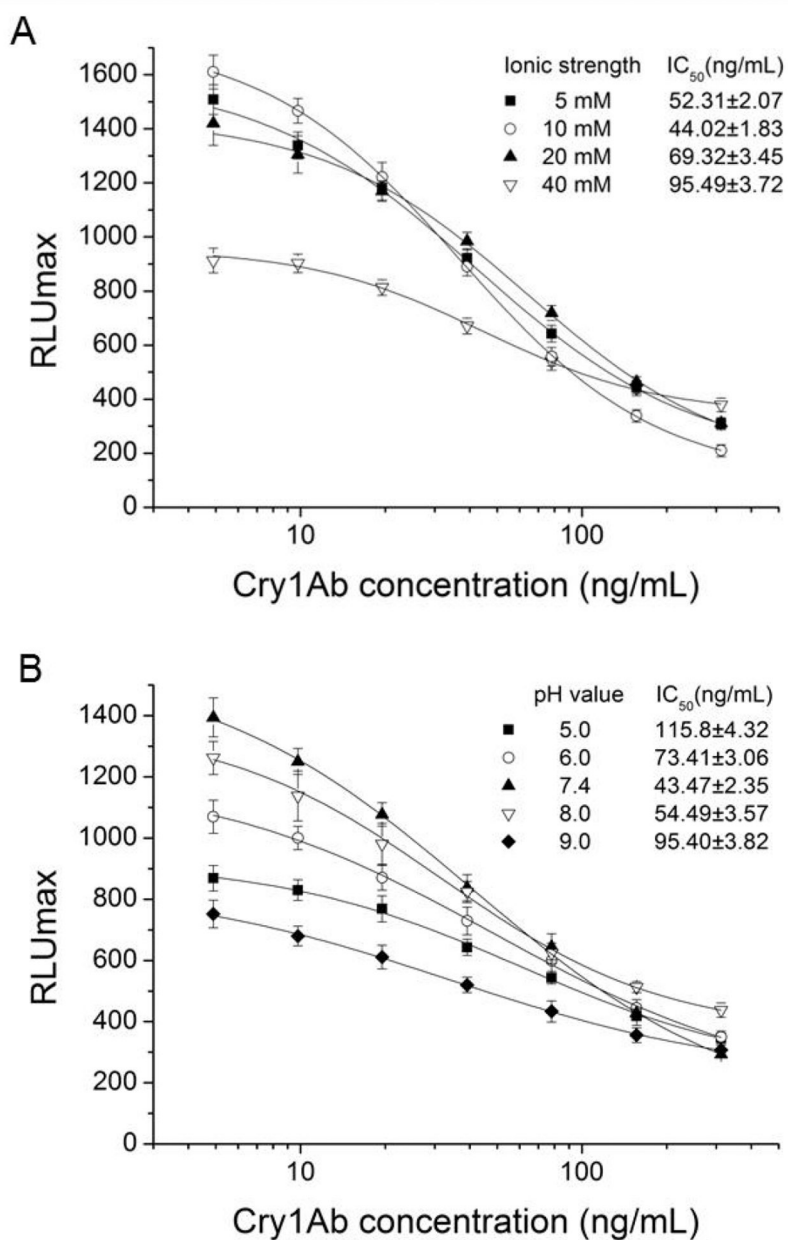 A
Ionic strength IC50(ng/mL)
5 mM 52.31±2.07
10 mM 44.02±1.83
20 mM 69.32±3.45
40 mM 95.49±3.72
1600
1400
1200
1000
800
600
400
200
0
RLUmax
10 100
Cry1Ab concentration (ng/mL)
B
pH value IC50(ng/mL)
5.0 115.8±4.32
6.0 73.41±3.06
7.4 43.47±2.35
8.0 54.49±3.57
9.0 95.40±3.82
1400
1200
1000
800
600
400
200
0
RLUmax
10 100
Cry1Ab concentration (ng/mL)